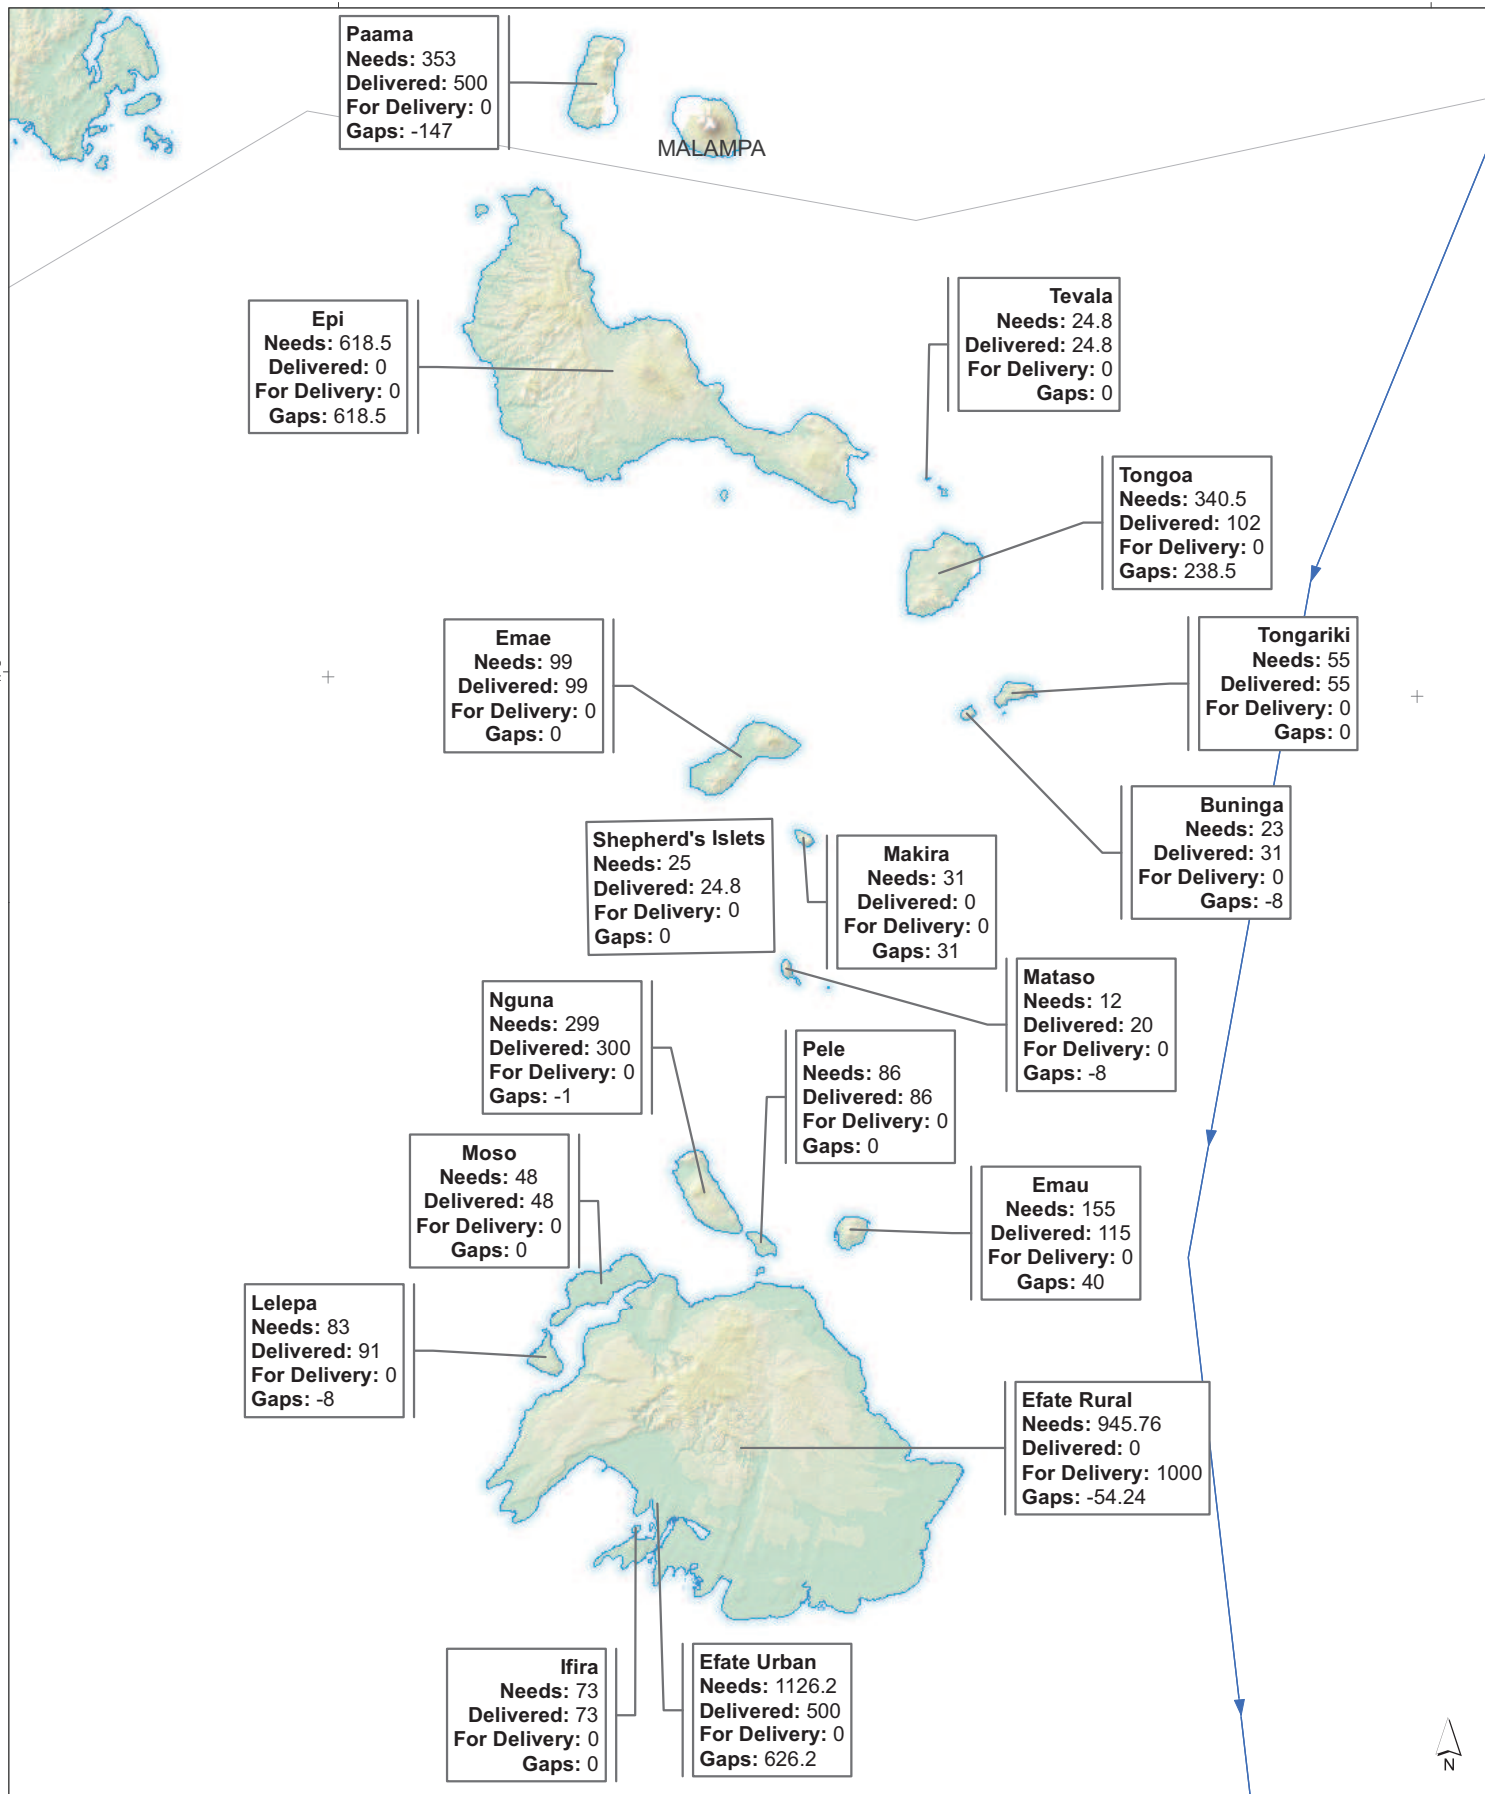 Paama
Needs: 353
Delivered: 500
For Delivery: 0
Gaps: -147
MALAMPA
Epi
Needs: 618.5
Delivered: 0
For Delivery: 0
Gaps: 618.5
Tevala
Needs: 24.8
Delivered: 24.8
For Delivery: 0
Gaps: 0
Tongoa
Needs: 340.5
Delivered: 102
For Delivery: 0
Gaps: 238.5
Emae
Needs: 99
Delivered: 99
For Delivery: 0
Gaps: 0
Tongariki
Needs: 55
Delivered: 55
For Delivery: 0
Gaps: 0
Buninga
Needs: 23
Delivered: 31
For Delivery: 0
Gaps: -8
Shepherd's Islets
Needs: 25
Delivered: 24.8
For Delivery: 0
Gaps: 0
Makira
Needs: 31
Delivered: 0
For Delivery: 0
Gaps: 31
Mataso
Needs: 12
Delivered: 20
For Delivery: 0
Gaps: -8
Nguna
Needs: 299
Delivered: 300
For Delivery: 0
Gaps: -1
Pele
Needs: 86
Delivered: 86
For Delivery: 0
Gaps: 0
Moso
Needs: 48
Delivered: 48
For Delivery: 0
Gaps: 0
Emau
Needs: 155
Delivered: 115
For Delivery: 0
Gaps: 40
Lelepa
Needs: 83
Delivered: 91
For Delivery: 0
Gaps: -8
Efate Rural
Needs: 945.76
Delivered: 0
For Delivery: 1000
Gaps: -54.24
Ifira
Needs: 73
Delivered: 73
For Delivery: 0
Gaps: 0
Efate Urban
Needs: 1126.2
Delivered: 500
For Delivery: 0
Gaps: 626.2
N